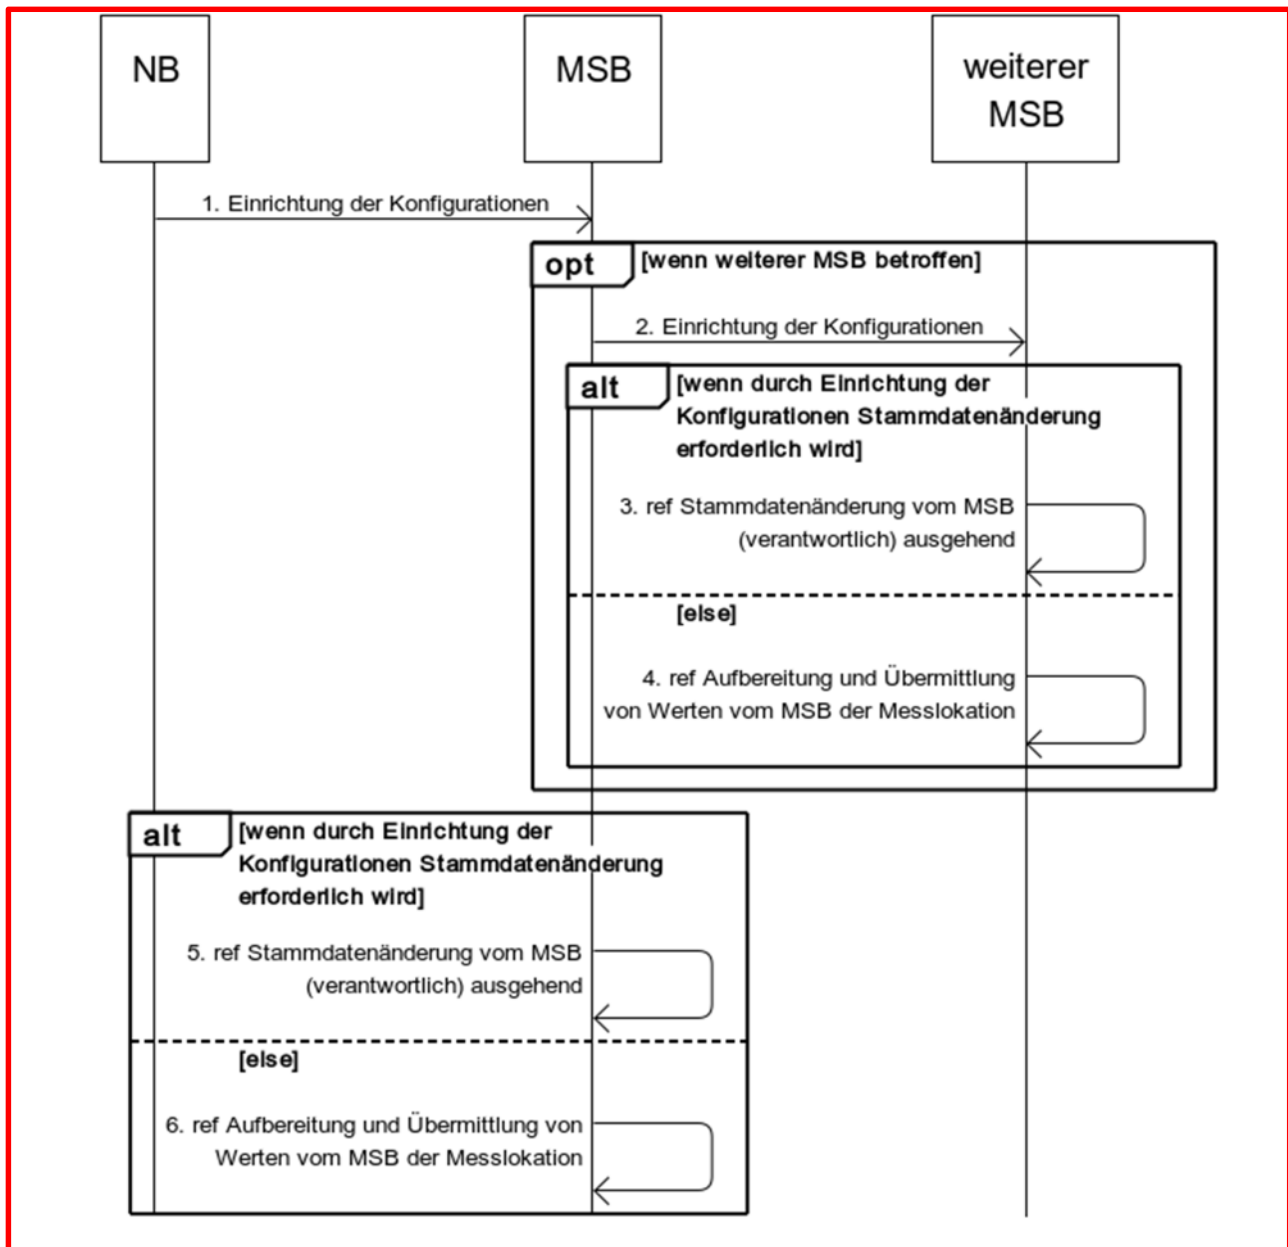 NB
MSB
weiterer
MSB
1. Einrichtung der Konfigurationen
opt
[wenn weiterer MSB betroffen]
2. Einrichtung der Konfigurationen
alt
[wenn durch Einrichtung der
Konfigurationen Stammdatenänderung
erforderlich wird]
3. ref Stammdatenänderung vom MSB
(verantwortlich) ausgehend
[else]
4. ref Aufbereitung und Übermittlung
von Werten vom MSB der Messlokation
alt
[wenn durch Einrichtung der
Konfigurationen Stammdatenänderung
erforderlich wird]
5. ref Stammdatenänderung vom MSB
(verantwortlich) ausgehend
[else]
6. ref Aufbereitung und Übermittlung von
Werten vom MSB der Messlokation